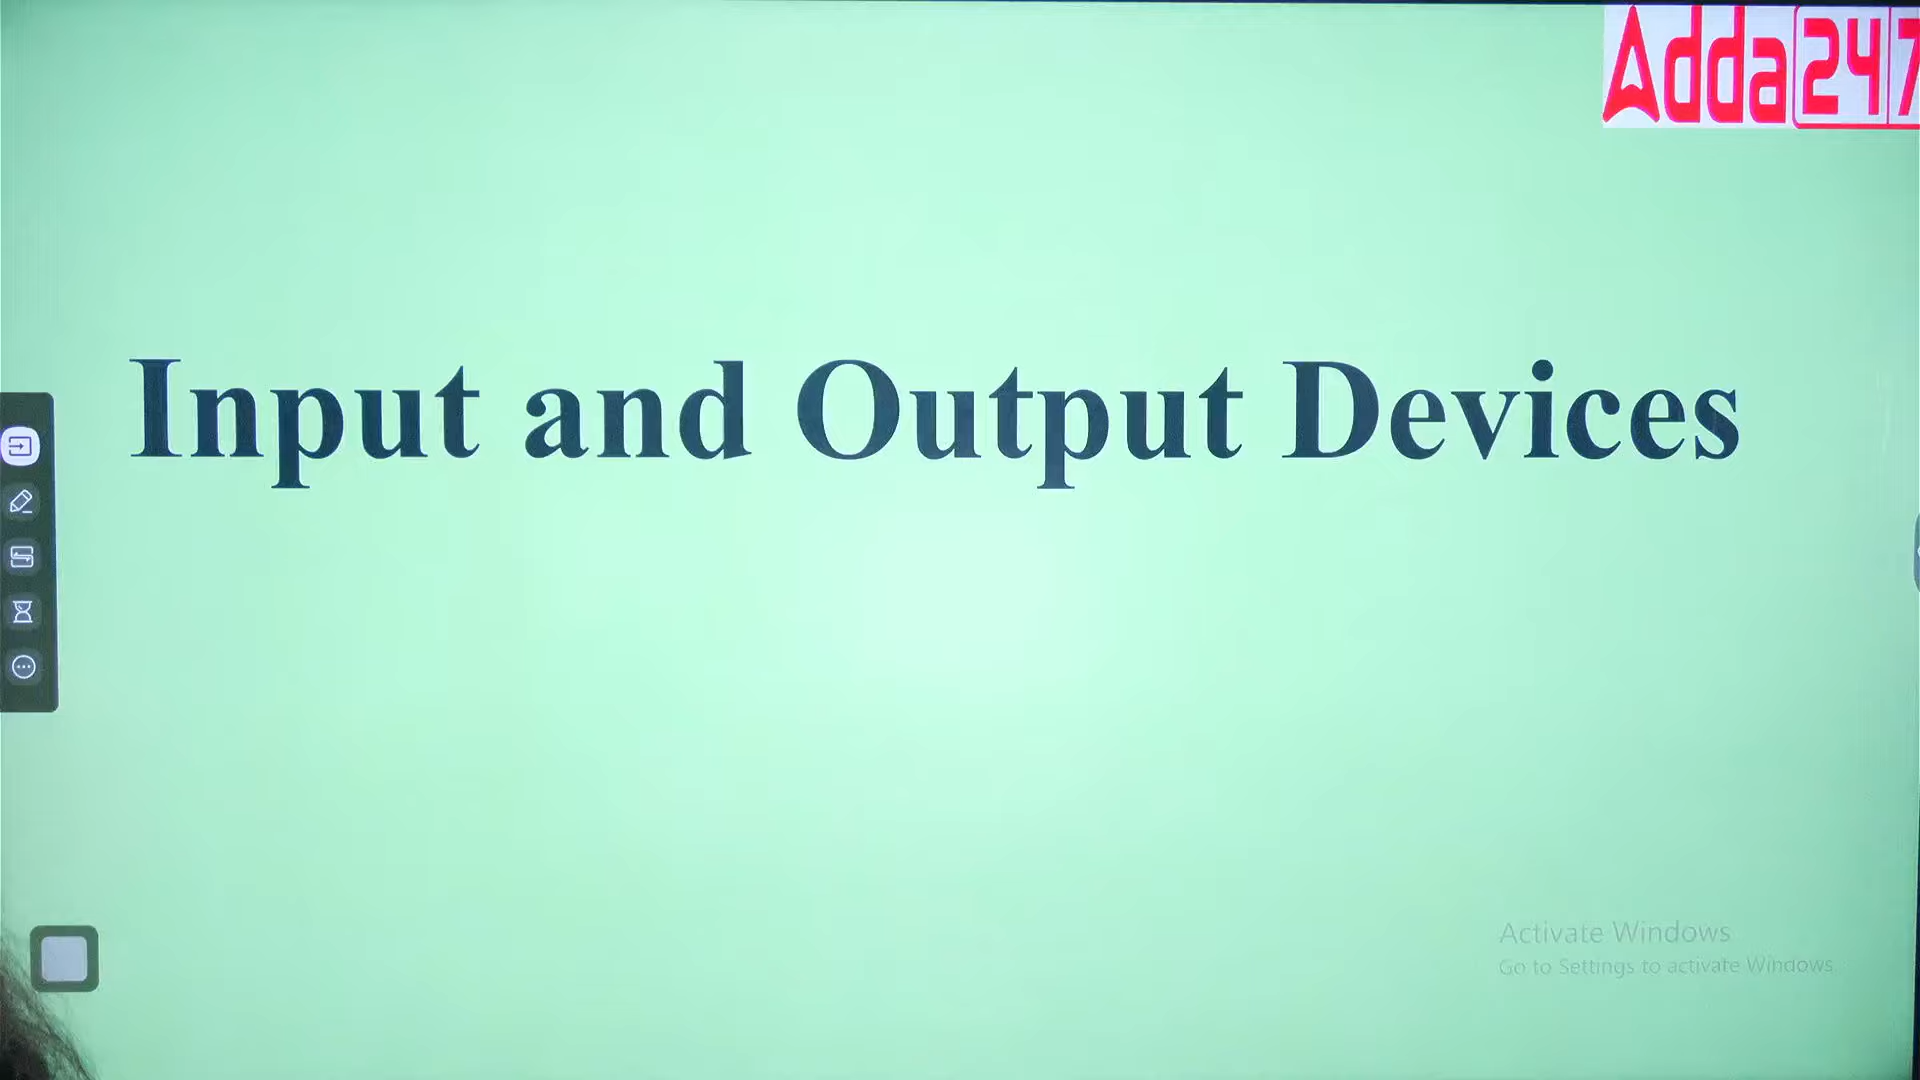 Adda247
Input and Output Devices
Activate Windows
Go to Settings to activate Windows